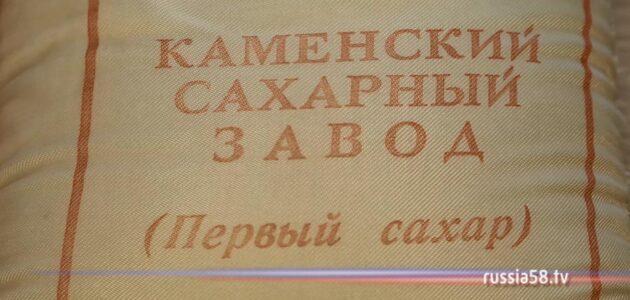 КАМЕНСКИЙ
САХАРНЫЙ
ЗАВОД
(Первый сахар)
russia58.tv